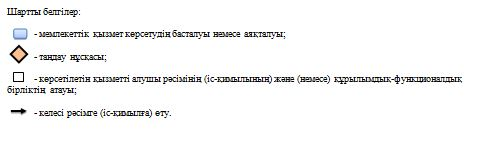 Шартты белгілер:
- мемлекеттік қызмет көрсетудің басталуы немесе аяқталуы;
- таңдау нұсқасы;
- көрсетілетін қызметті алушы рәсімінің (іс-қимылының) және (немесе) құрылымдық-функционалдық
бірліктің атауы;
- келесі рәсімге (іс-қимылға) өту.